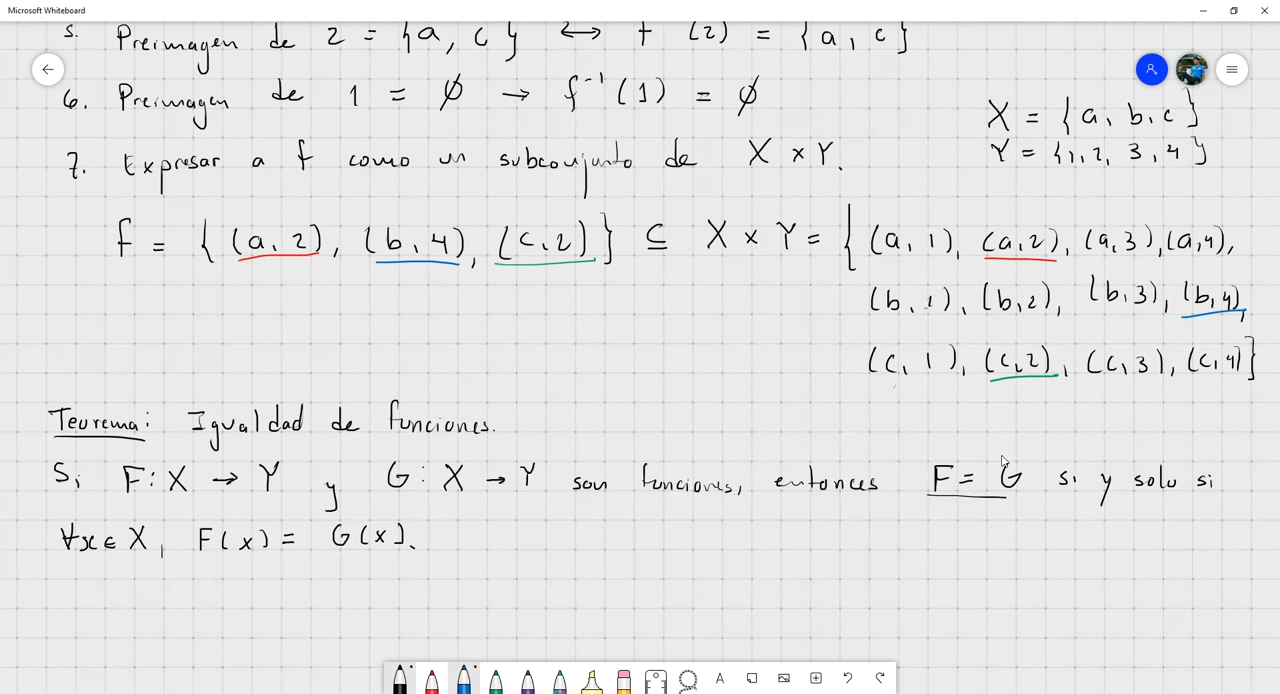 Microsoft Whiteboard
5. Preimagen de 2 = {a, c} ↔ f (2) = {a, c}
6. Preimagen de 1 = ∅ → f⁻¹(1) = ∅
X = {a, b, c}
Y = {1, 2, 3, 4}
7. Expresar a f como un subconjunto de X × Y.
f = {(a, 2), (b, 4), (c, 2)} ⊆ X × Y = {(a, 1), (a, 2), (a, 3), (a, 4),
(b, 1), (b, 2), (b, 3), (b, 4),
(c, 1), (c, 2), (c, 3), (c, 4)}
Teorema: Igualdad de funciones.
Si F: X → Y y G: X → Y son funciones, entonces F = G si y solo si
∀x ∈ X, F(x) = G(x).
A